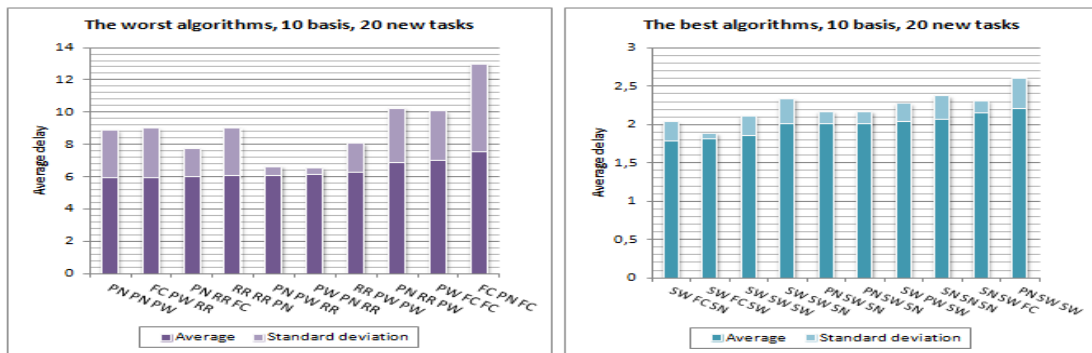 The worst algorithms, 10 basis, 20 new tasks
Average delay
14
12
10
8
6
4
2
0
PN PN PW
FC PW RR
PN RR FC
RR RR PN
PN PW RR
PW PN RR
RR PW PW
PN RR PW
PW FC FC
FC PN FC
Average
Standard deviation
The best algorithms, 10 basis, 20 new tasks
Average delay
3
2,5
2
1,5
1
0,5
0
SW FC SN
SW FC SW
SW SW SW
SW SW SN
PN SW SN
PN SW SN
SW PW SW
SN SN SN
SN SW FC
PN SW SW
Average
Standard deviation